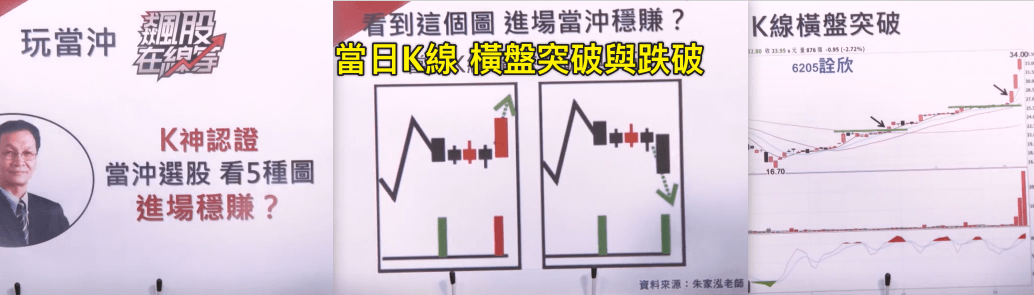 玩當沖
飆股
在線等
K神認證
當沖選股 看5種圖
進場穩賺？
看到這個圖 進場當沖穩賺？
當日K線 橫盤突破與跌破
資料來源：朱家泓老師
K線橫盤突破
6205詮欣
34.00
16.70